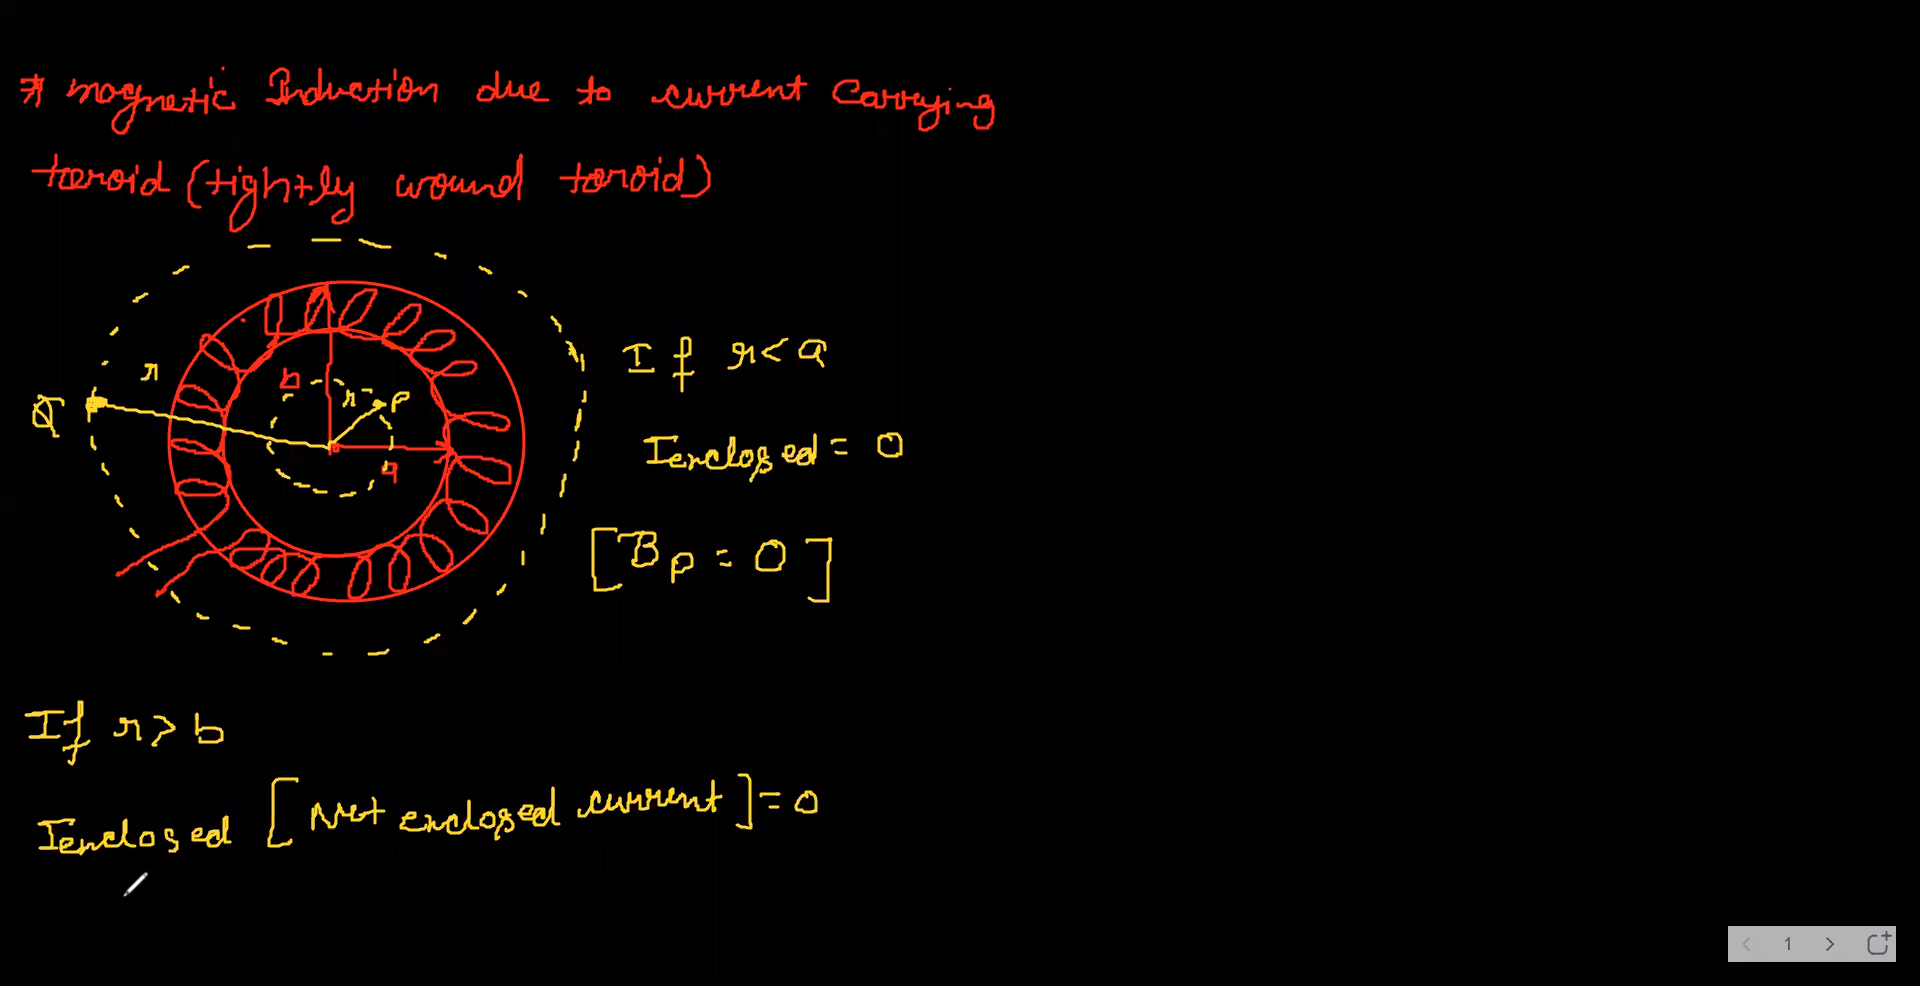 * magnetic Induction due to current carrying
toroid (tightly wound toroid)
If r < a
Ienclosed = 0
[BP = 0]
b
r
P
r
Q
a
If r > b
Ienclosed [Net enclosed current] = 0
1